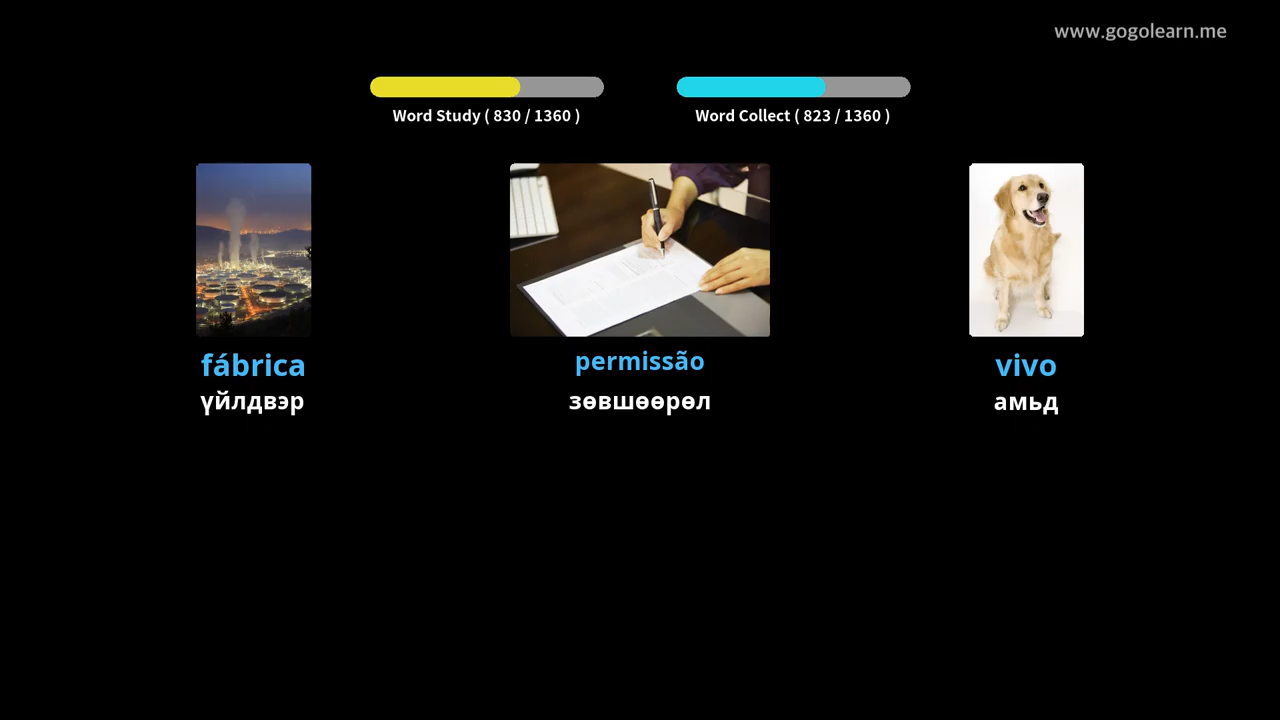 www.gogolearn.me
Word Study ( 830 / 1360 )
Word Collect ( 823 / 1360 )
fábrica
үйлдвэр
permissão
зөвшөөрөл
vivo
амьд